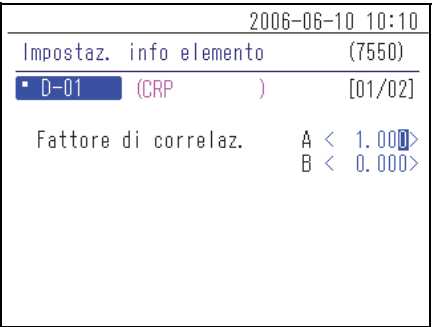 2006-06-10 10:10
Impostaz. info elemento (7550)
D-01 (CRP ) [01/02]
Fattore di correlaz. A < 1.000>
B < 0.000>